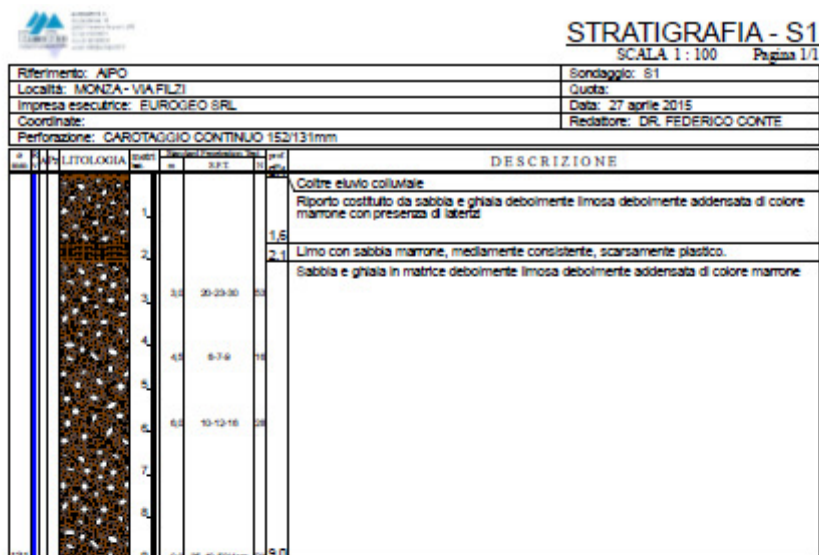 STRATIGRAFIA - S1
SCALA 1 : 100 Pagina 1/1
Riferimento: AIPO Sondaggio: S1
Località: MONZA - VIA FILZI Quota:
Impresa esecutrice: EUROGEO SRL Data: 27 aprile 2015
Coordinate: Redattore: DR. FEDERICO CONTE
Perforazione: CAROTAGGIO CONTINUO 152/131mm
LITOLOGIA Standard Penetration Test
m S.P.T. N DESCRIZIONE
Coltre eluvio colluviale
Riporto costituito da sabbia e ghiaia debolmente limosa debolmente addensata di colore
marrone con presenza di laterizi
1
1,6
2 2,1 Limo con sabbia marrone, mediamente consistente, scarsamente plastico.
Sabbia e ghiaia in matrice debolmente limosa debolmente addensata di colore marrone
3 3,0 20-23-30 53
4
4,5 6-7-9 16
5
6 6,0 10-12-16 28
7
8
9 9,0